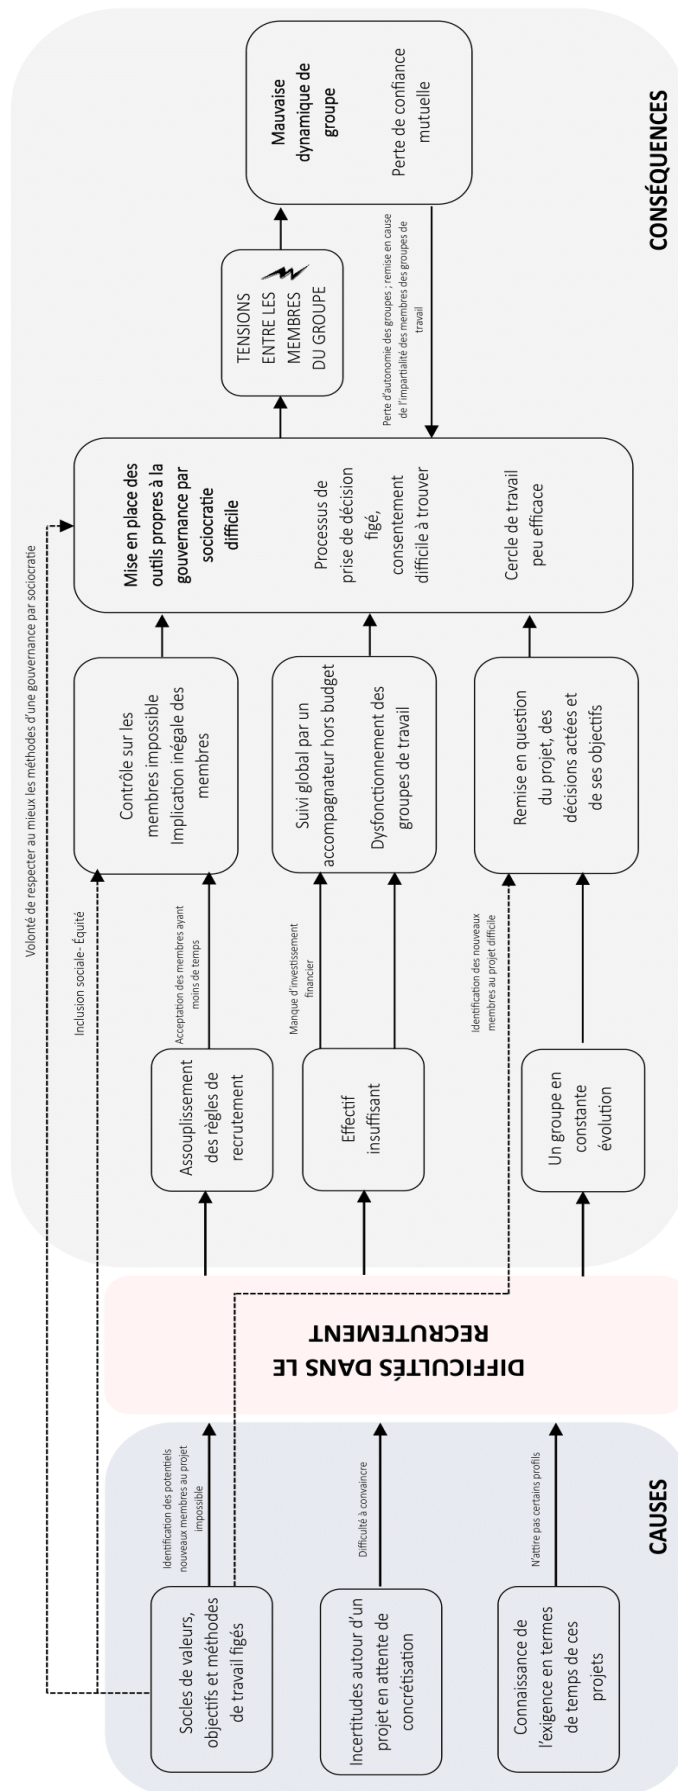 Volonté de respecter au mieux les méthodes d'une gouvernance par sociocratie
Inclusion sociale- Équité
Socles de valeurs,
objectifs et méthodes
de travail figés
Identification des potentiels
nouveaux membres au projet
impossible
Incertitudes autour d'un
projet en attente de
concrétisation
Difficulté à convaincre
Connaissance de
l'exigence en termes
de temps de ces
projets
N'attire pas certains profils
CAUSES
DIFFICULTÉS DANS LE
RECRUTEMENT
Assouplissement
des règles de
recrutement
Acceptation des membres ayant
moins de temps
Effectif
insuffisant
Manque d'investissement
financier
Un groupe en
constante
évolution
Identification des nouveaux
membres au projet difficile
Contrôle sur les
membres impossible
Implication inégale des
membres
Suivi global par un
accompagnateur hors budget
Dysfonctionnement des
groupes de travail
Remise en question
du projet, des
décisions actées et
de ses objectifs
Mise en place des
outils propres à la
gouvernance par
sociocratie
difficile
Processus de
prise de décision
figé,
consentement
difficile à trouver
Cercle de travail
peu efficace
TENSIONS
ENTRE LES
MEMBRES
DU GROUPE
Perte d'autonomie des groupes ; remise en cause
de l'impartialité des membres des groupes de
travail
Mauvaise
dynamique de
groupe
Perte de confiance
mutuelle
CONSÉQUENCES